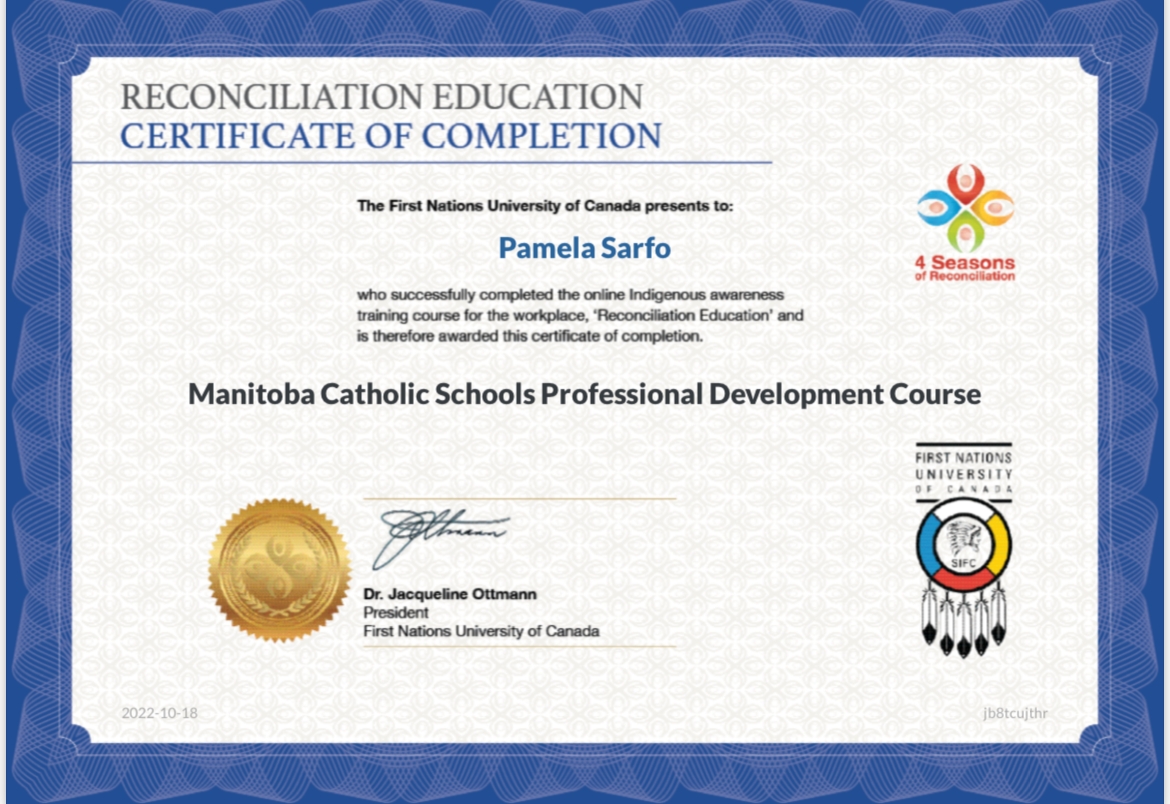 RECONCILIATION EDUCATION
CERTIFICATE OF COMPLETION
The First Nations University of Canada presents to:
Pamela Sarfo
4 Seasons
of Reconciliation
who successfully completed the online Indigenous awareness
training course for the workplace, ‘Reconciliation Education’ and
is therefore awarded this certificate of completion.
Manitoba Catholic Schools Professional Development Course
FIRST NATIONS
UNIVERSITY
OF CANADA
SIFC
Dr. Jacqueline Ottmann
President
First Nations University of Canada
2022-10-18
jb8tcujthr